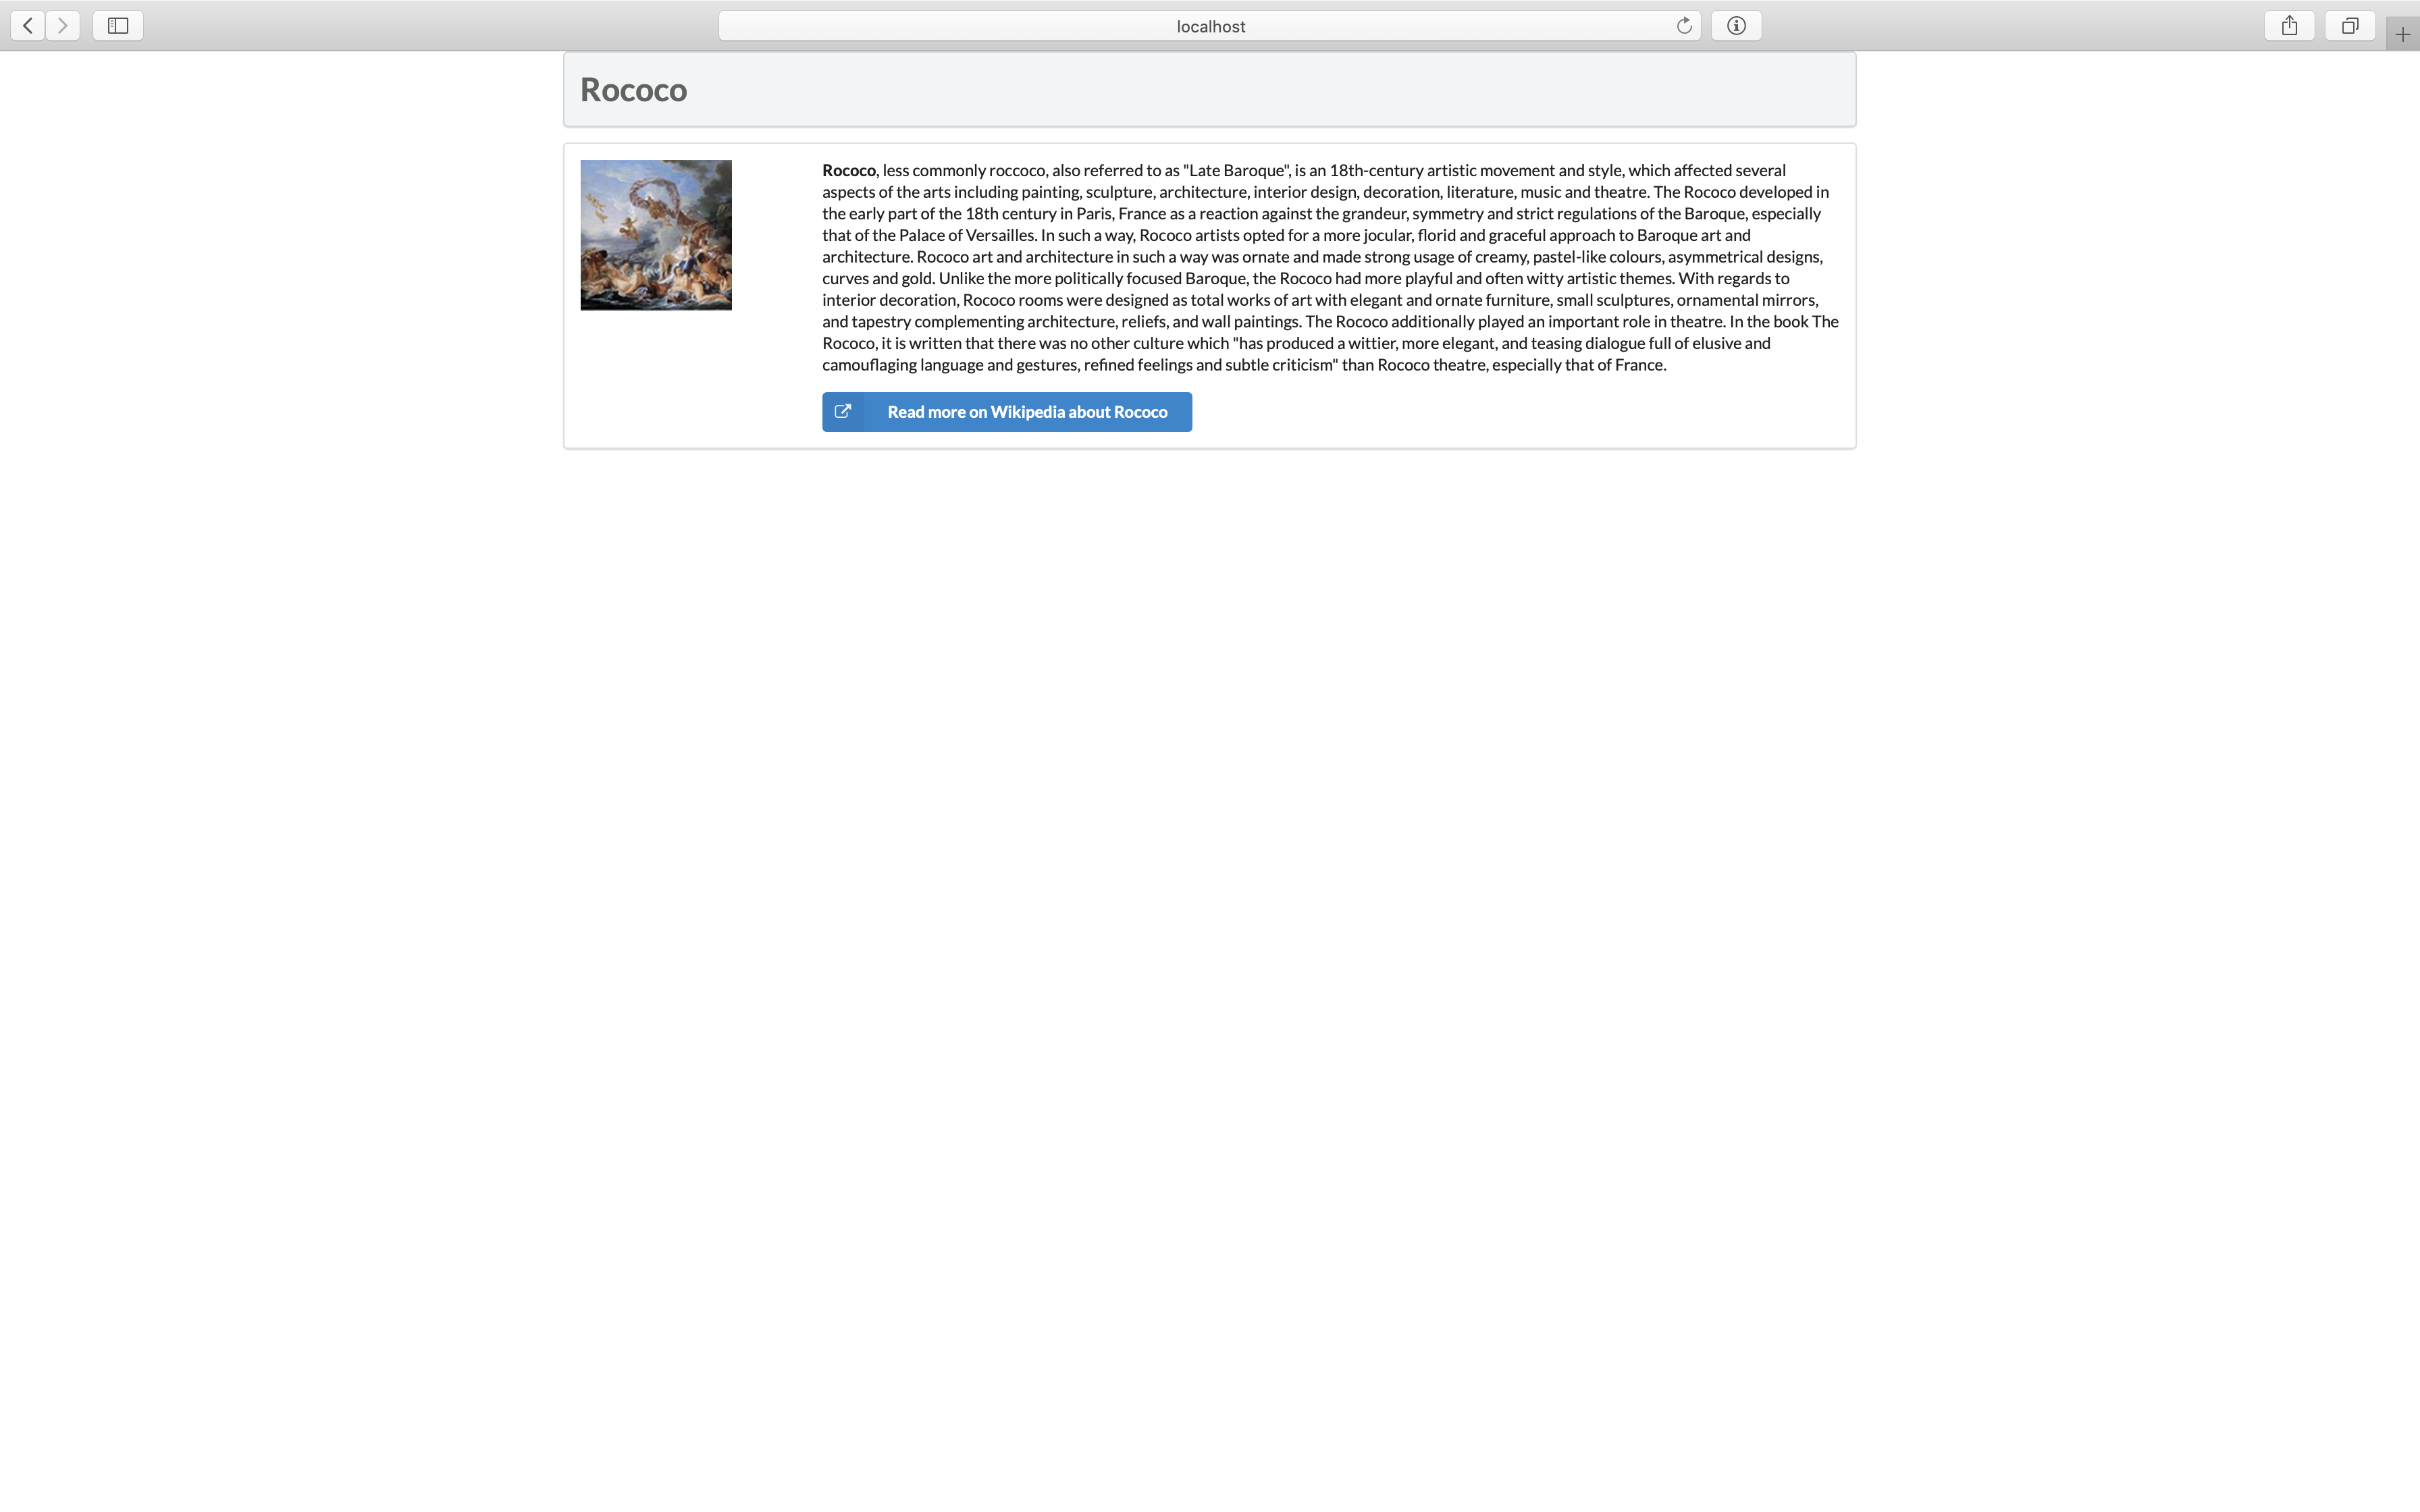 localhost
Rococo
Rococo, less commonly roccoco, also referred to as "Late Baroque", is an 18th-century artistic movement and style, which affected several
aspects of the arts including painting, sculpture, architecture, interior design, decoration, literature, music and theatre. The Rococo developed in
the early part of the 18th century in Paris, France as a reaction against the grandeur, symmetry and strict regulations of the Baroque, especially
that of the Palace of Versailles. In such a way, Rococo artists opted for a more jocular, florid and graceful approach to Baroque art and
architecture. Rococo art and architecture in such a way was ornate and made strong usage of creamy, pastel-like colours, asymmetrical designs,
curves and gold. Unlike the more politically focused Baroque, the Rococo had more playful and often witty artistic themes. With regards to
interior decoration, Rococo rooms were designed as total works of art with elegant and ornate furniture, small sculptures, ornamental mirrors,
and tapestry complementing architecture, reliefs, and wall paintings. The Rococo additionally played an important role in theatre. In the book The
Rococo, it is written that there was no other culture which "has produced a wittier, more elegant, and teasing dialogue full of elusive and
camouflaging language and gestures, refined feelings and subtle criticism" than Rococo theatre, especially that of France.
Read more on Wikipedia about Rococo